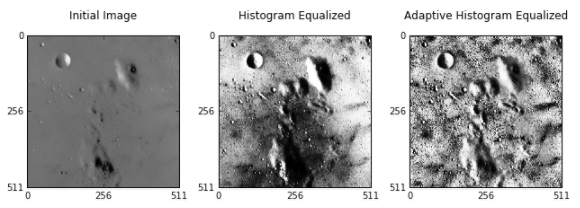 Initial Image Histogram Equalized Adaptive Histogram Equalized
0 0 0
256 256 256
511 511 511
0 256 511 0 256 511 0 256 511